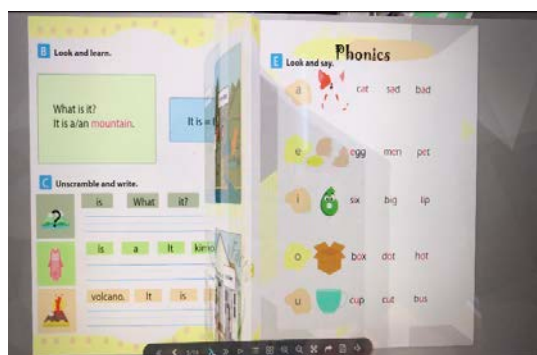 B Look and learn.
What is it?
It is a/an mountain.
It is = I
C Unscramble and write.
is What it?
is a It kimo
volcano. It is
Phonics
E Look and say.
a cat sad bad
e egg men pet
i six big lip
o box dot hot
u cup cut bus